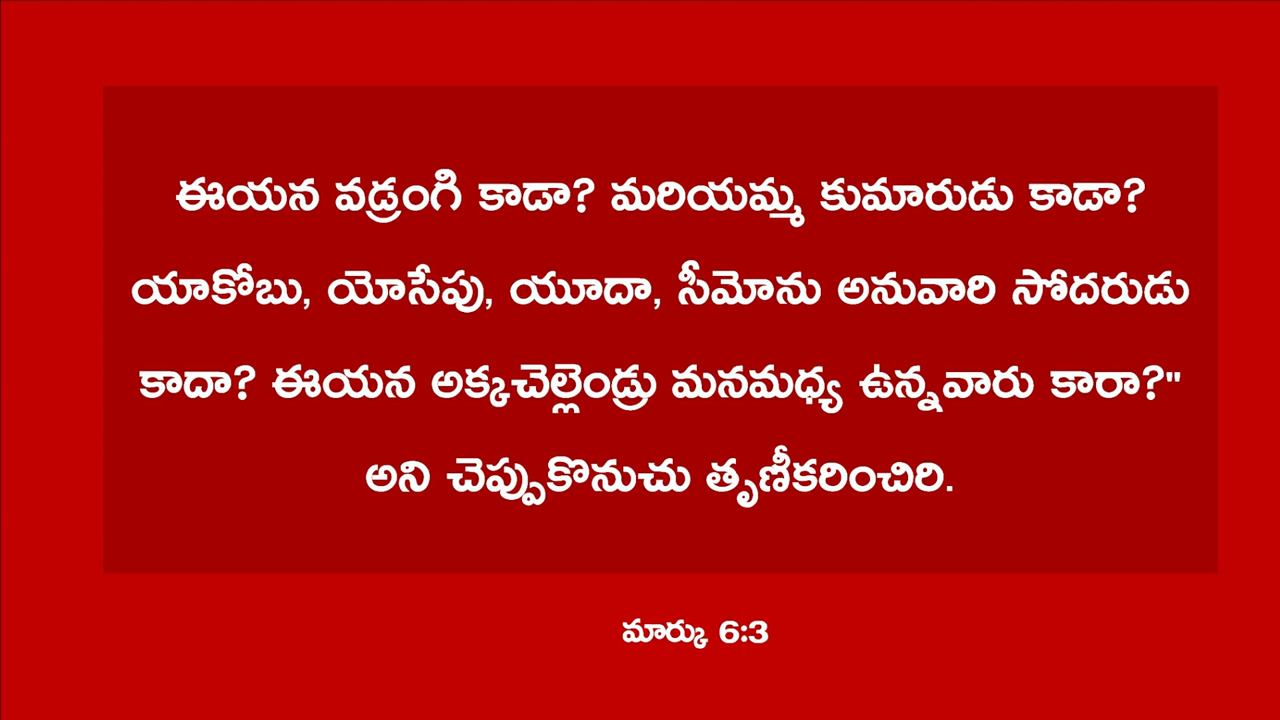 ఈయన వడ్రంగి కాడా? మరియమ్మ కుమారుడు కాడా?
యాకోబు, యోసేపు, యూదా, సీమోను అనువారి సోదరుడు
కాదా? ఈయన అక్కచెల్లెండ్రు మనమధ్య ఉన్నవారు కారా?"
అని చెప్పుకొనుచు తృణీకరించిరి.
మార్కు 6:3